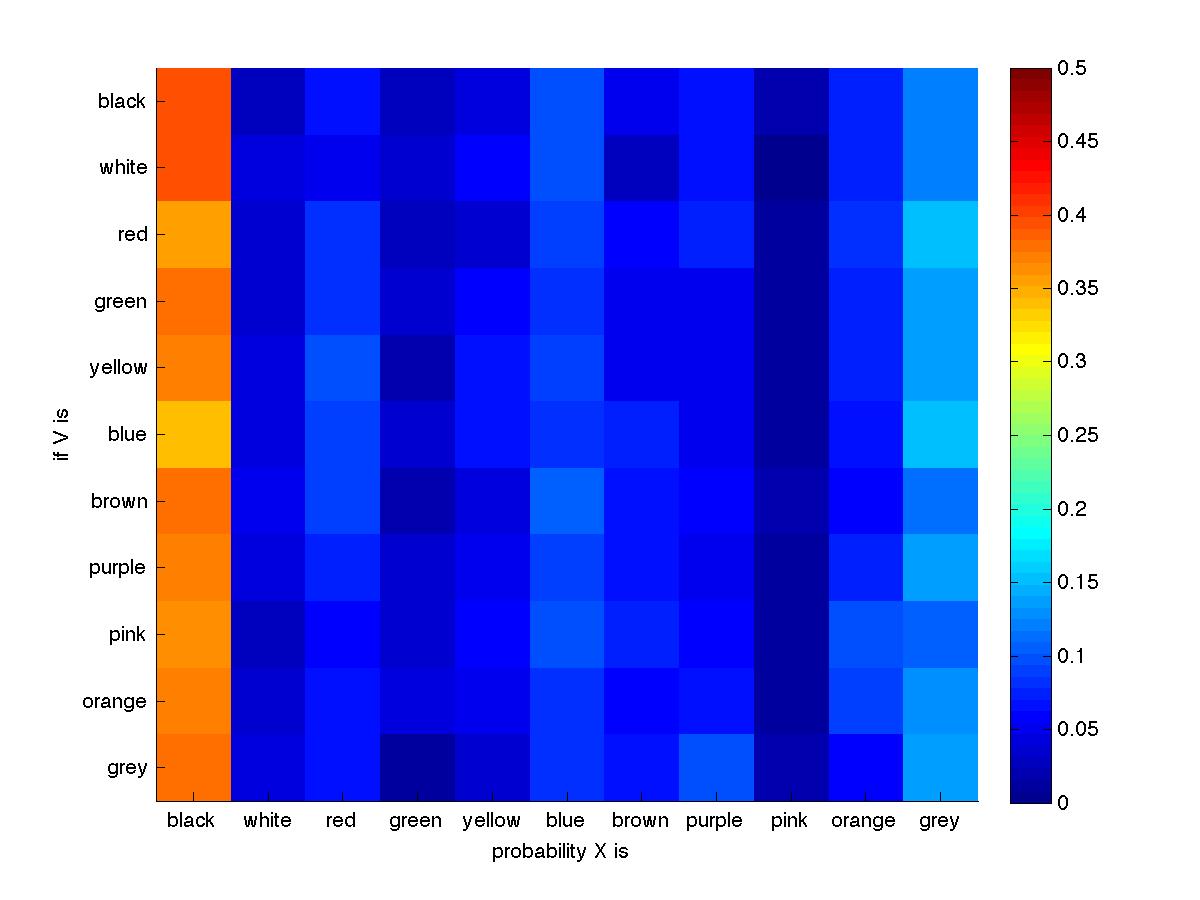 if V is
black
white
red
green
yellow
blue
brown
purple
pink
orange
grey
black white red green yellow blue brown purple pink orange grey
probability X is
0.5
0.45
0.4
0.35
0.3
0.25
0.2
0.15
0.1
0.05
0